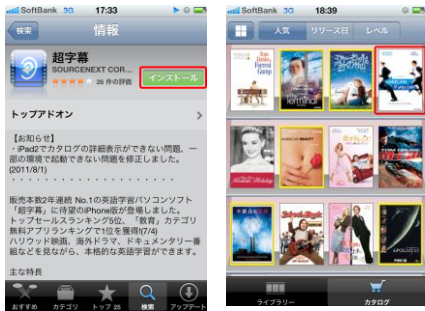 SoftBank 3G 17:33
検索
情報
超字幕
SOURCENEXT COR...
26 件の評価
インストール
トップアドオン
【お知らせ】
・iPad2でカタログの詳細表示ができない問題、一
部の環境で起動できない問題を修正しました。
(2011/8/1)
・・・・・・・・・・・・・・・・・・・・
販売本数2年連続 No.1の英語学習パソコンソフト
「超字幕」に待望のiPhone版が登場しました。
トップセールスランキング5位、「教育」カテゴリ
無料アプリランキングで1位を獲得!(7/4)
ハリウッド映画、海外ドラマ、ドキュメンタリー番
組などを見ながら、本格的な英語学習ができます。
主な特長
おすすめ
カテゴリ
トップ 25
検索
アップデート
SoftBank 3G 18:39
人気
リリース日
レベル
Forrest
Gump
Terminal
AMERICAN BEAUTY
Roman Holiday
ライブラリー
カタログ